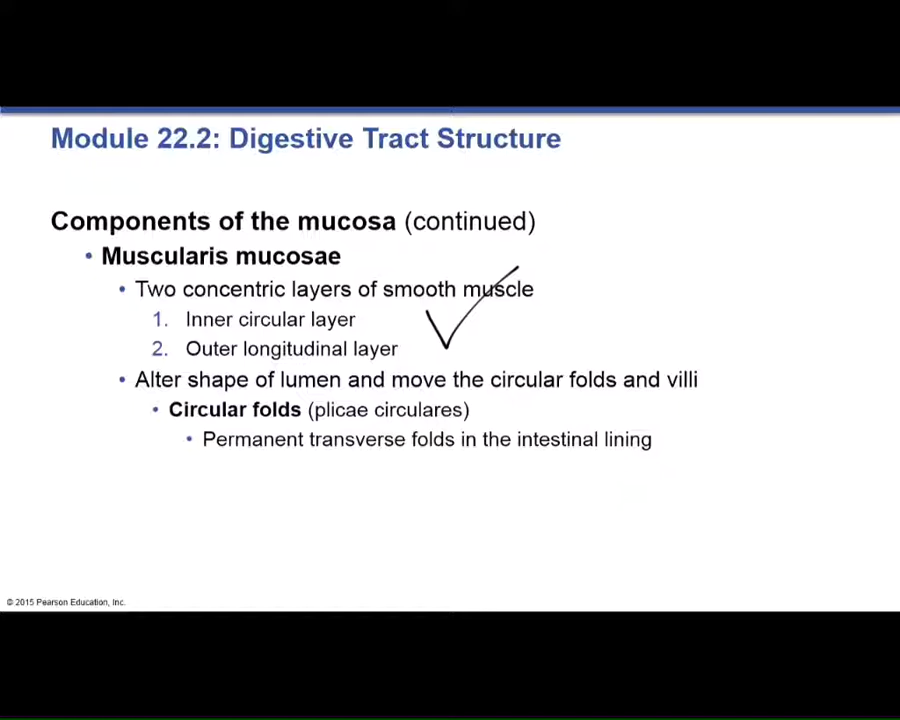 Module 22.2: Digestive Tract Structure
Components of the mucosa (continued)
• Muscularis mucosae
• Two concentric layers of smooth muscle
1. Inner circular layer
2. Outer longitudinal layer
• Alter shape of lumen and move the circular folds and villi
• Circular folds (plicae circulares)
• Permanent transverse folds in the intestinal lining
© 2015 Pearson Education, Inc.